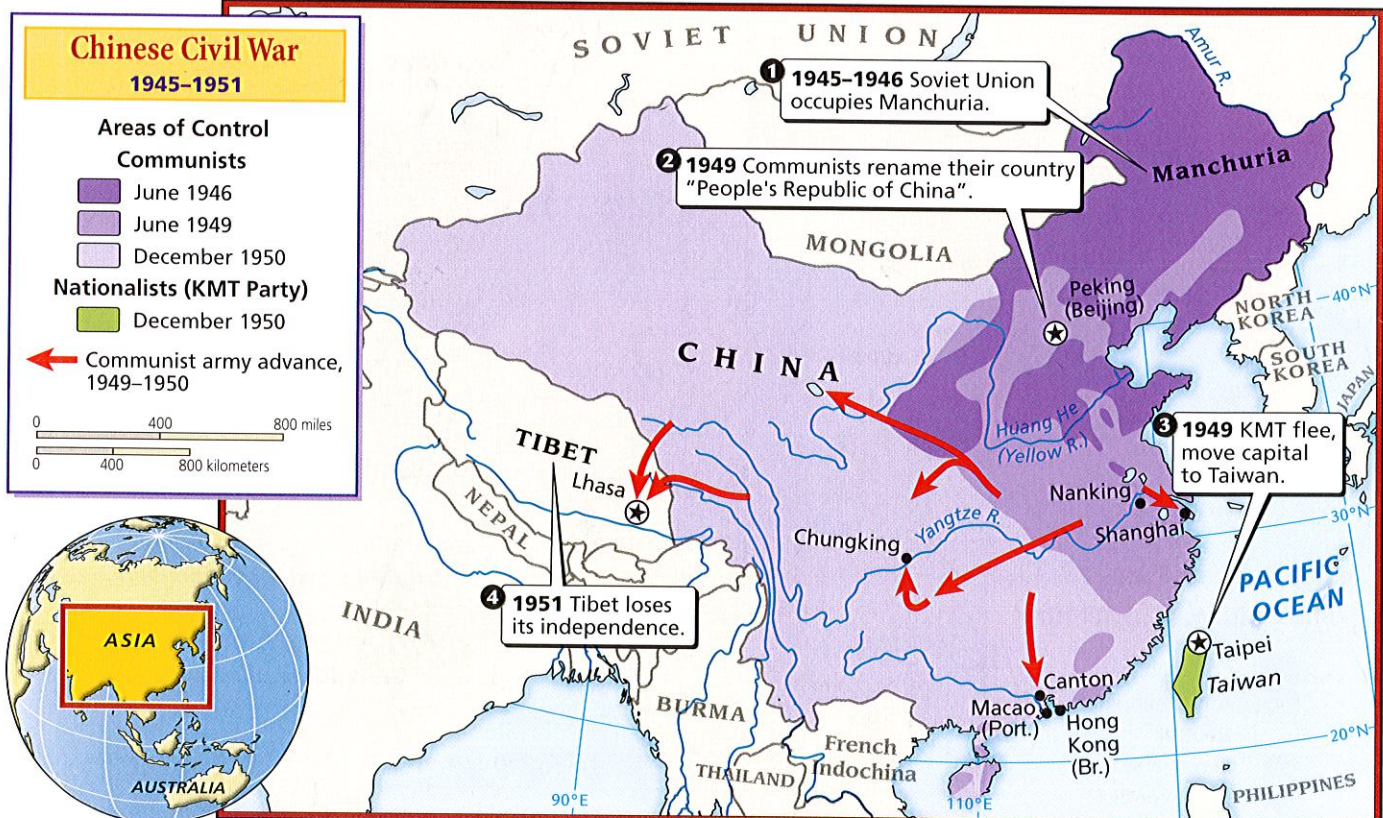 Chinese Civil War
1945–1951
Areas of Control
Communists
June 1946
June 1949
December 1950
Nationalists (KMT Party)
December 1950
Communist army advance,
1949–1950
0 400 800 miles
0 400 800 kilometers
ASIA
AUSTRALIA
SOVIET UNION
Amur R.
1 1945–1946 Soviet Union
occupies Manchuria.
2 1949 Communists rename their country
"People's Republic of China".
Manchuria
MONGOLIA
Peking
(Beijing)
NORTH
KOREA
40°N
SOUTH
KOREA
JAPAN
CHINA
Huang He
(Yellow R.)
3 1949 KMT flee,
move capital
to Taiwan.
TIBET
Lhasa
NEPAL
Nanking
Shanghai
30°N
Chungking
Yangtze R.
PACIFIC
OCEAN
4 1951 Tibet loses
its independence.
INDIA
Taipei
Taiwan
BURMA
Canton
Macao
(Port.)
Hong
Kong
(Br.)
French
Indochina
THAILAND
20°N
90°E
110°E
PHILIPPINES